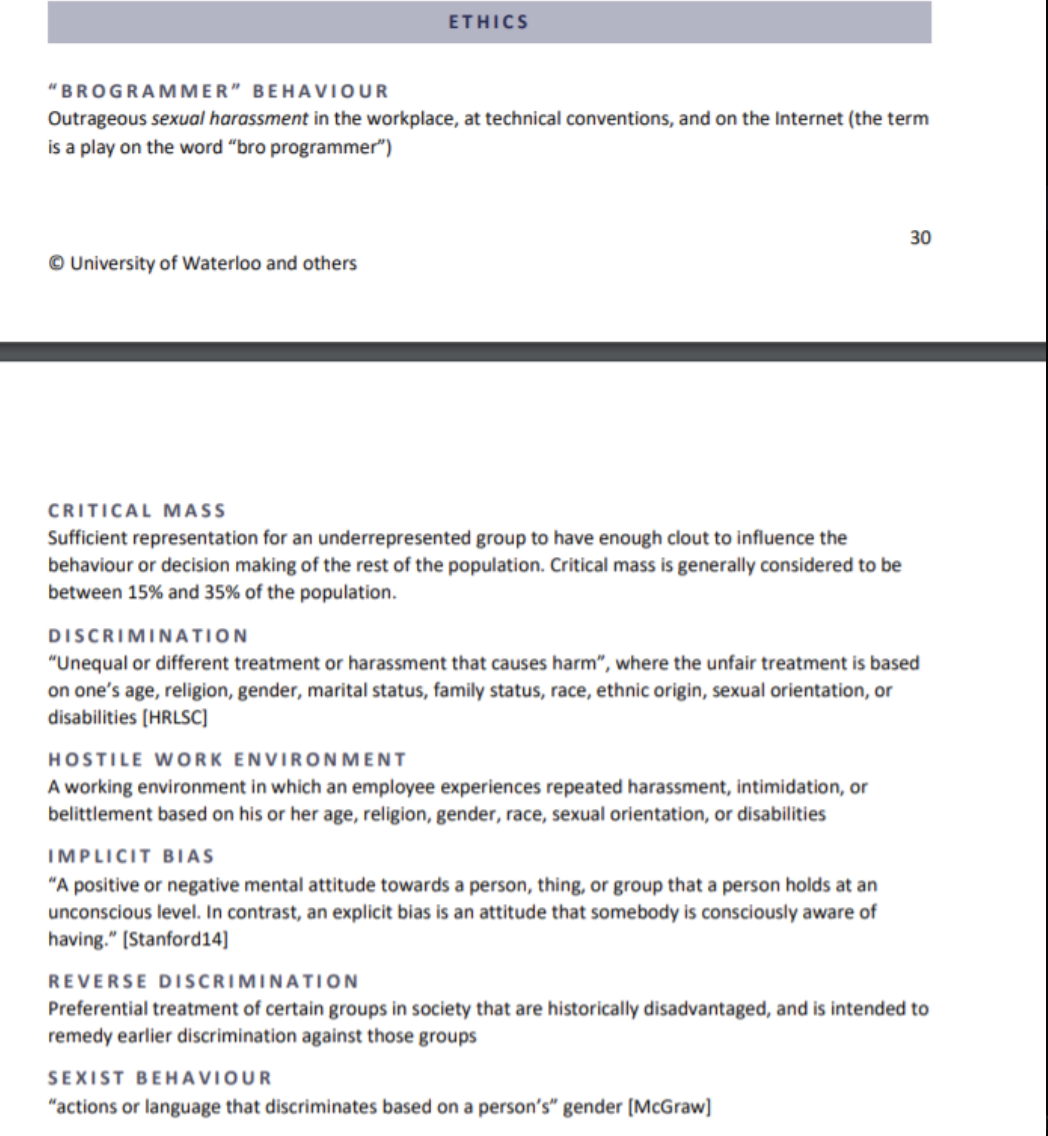 ETHICS
“BROGRAMMER” BEHAVIOUR
Outrageous sexual harassment in the workplace, at technical conventions, and on the Internet (the term
is a play on the word “bro programmer”)
30
© University of Waterloo and others
CRITICAL MASS
Sufficient representation for an underrepresented group to have enough clout to influence the
behaviour or decision making of the rest of the population. Critical mass is generally considered to be
between 15% and 35% of the population.
DISCRIMINATION
“Unequal or different treatment or harassment that causes harm”, where the unfair treatment is based
on one’s age, religion, gender, marital status, family status, race, ethnic origin, sexual orientation, or
disabilities [HRLSC]
HOSTILE WORK ENVIRONMENT
A working environment in which an employee experiences repeated harassment, intimidation, or
belittlement based on his or her age, religion, gender, race, sexual orientation, or disabilities
IMPLICIT BIAS
“A positive or negative mental attitude towards a person, thing, or group that a person holds at an
unconscious level. In contrast, an explicit bias is an attitude that somebody is consciously aware of
having.” [Stanford14]
REVERSE DISCRIMINATION
Preferential treatment of certain groups in society that are historically disadvantaged, and is intended to
remedy earlier discrimination against those groups
SEXIST BEHAVIOUR
“actions or language that discriminates based on a person’s” gender [McGraw]